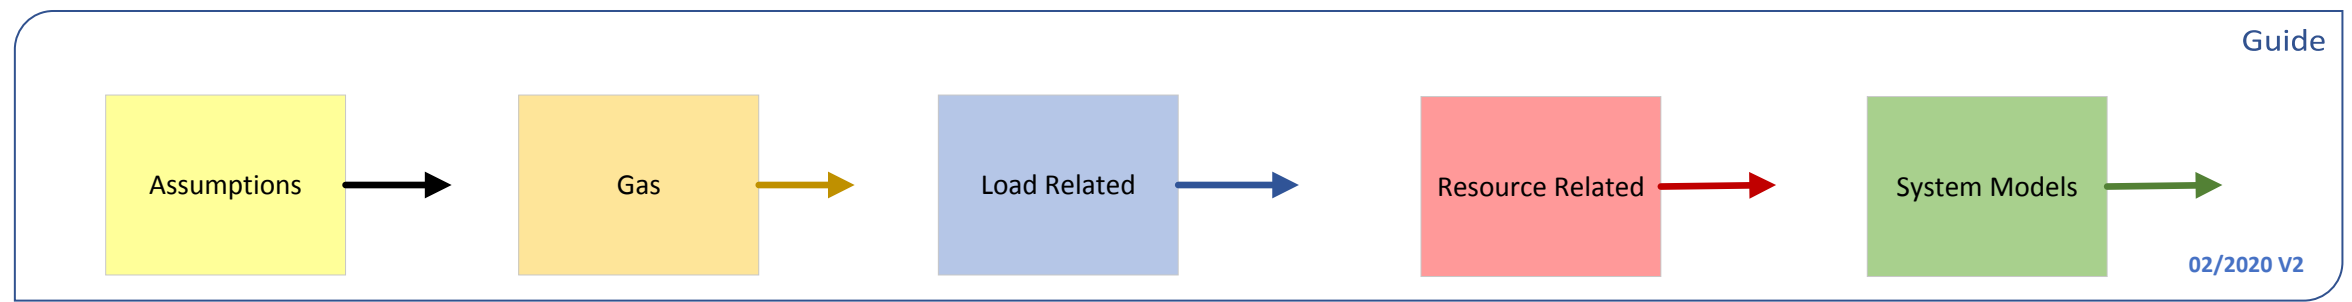 Guide
Assumptions
Gas
Load Related
Resource Related
System Models
02/2020 V2